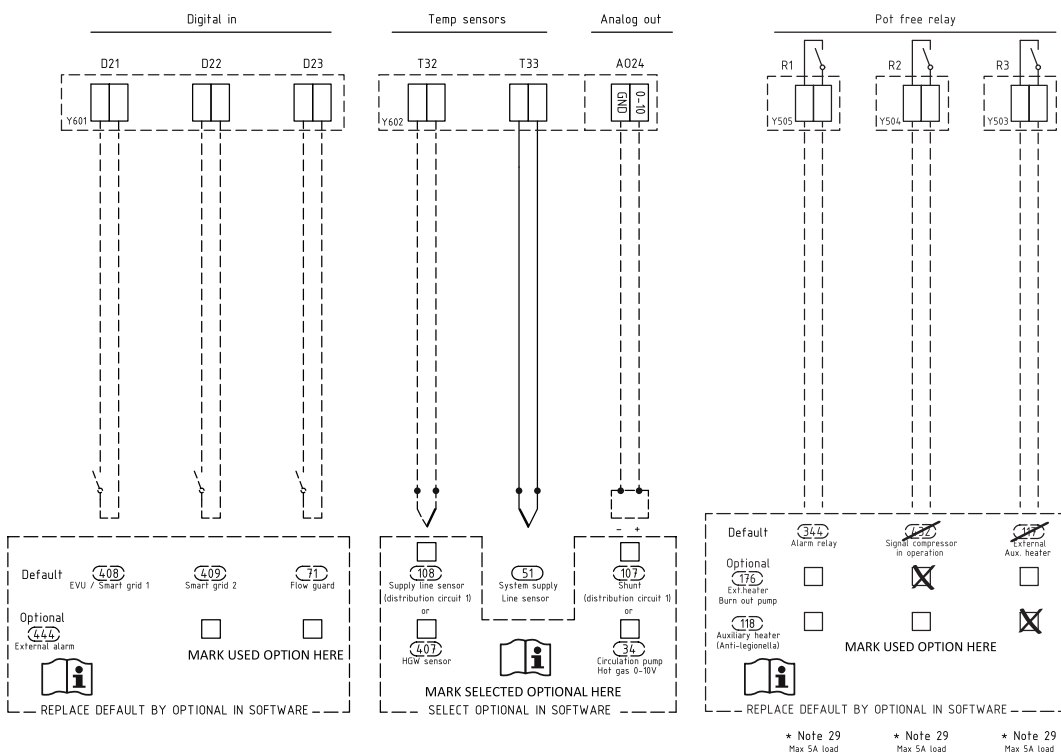 Digital in
Temp sensors
Analog out
Pot free relay
D21
D22
D23
T32
T33
AO24
R1
R2
R3
Y601
Y602
GND
0-10
Y505
Y504
Y503
- +
Default
408
EVU / Smart grid 1
409
Smart grid 2
71
Flow guard
Optional
444
External alarm
MARK USED OPTION HERE
REPLACE DEFAULT BY OPTIONAL IN SOFTWARE
108
Supply line sensor
(distribution circuit 1)
or
407
HGW sensor
51
System supply
Line sensor
107
Shunt
(distribution circuit 1)
or
34
Circulation pump
Hot gas 0-10V
MARK SELECTED OPTIONAL HERE
SELECT OPTIONAL IN SOFTWARE
Default
344
Alarm relay
432
Signal compressor
in operation
117
External
Aux. heater
Optional
176
Ext.heater
Burn out pump
118
Auxiliary heater
(Anti-legionella)
MARK USED OPTION HERE
REPLACE DEFAULT BY OPTIONAL IN SOFTWARE
* Note 29
Max 5A load
* Note 29
Max 5A load
* Note 29
Max 5A load